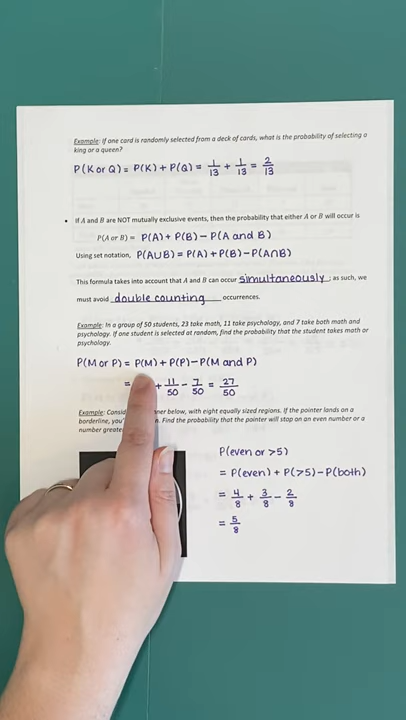 Example: If one card is randomly selected from a deck of cards, what is the probability of selecting a
king or a queen?
P(K or Q) = P(K) + P(Q) = 1/13 + 1/13 = 2/13
• If A and B are NOT mutually exclusive events, then the probability that either A or B will occur is
P(A or B) = P(A) + P(B) − P(A and B)
Using set notation, P(A∪B) = P(A) + P(B) − P(A∩B)
This formula takes into account that A and B can occur simultaneously; as such, we
must avoid double counting occurrences.
Example: In a group of 50 students, 23 take math, 11 take psychology, and 7 take both math and
psychology. If one student is selected at random, find the probability that the student takes math or
psychology.
P(M or P) = P(M) + P(P) − P(M and P)
= + 11/50 − 7/50 = 27/50
Example: below, with eight equally sized regions. If the pointer lands on a
borderline, Find the probability that the pointer will stop on an even number or a
number
P(even or >5)
= P(even) + P(>5) − P(both)
= 4/8 + 3/8 − 2/8
= 5/8